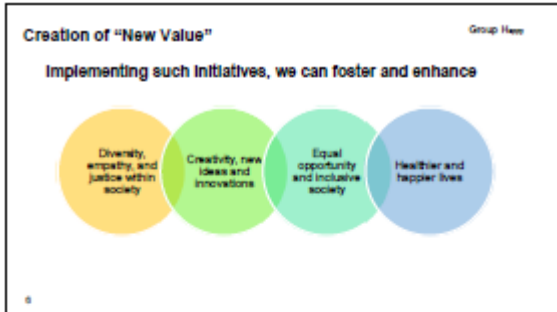 Creation of “New Value”
Group Happy
Implementing such initiatives, we can foster and enhance
Diversity,
empathy, and
justice within
society
Creativity, new
ideas and
innovations
Equal
opportunity
and inclusive
society
Healthier and
happier lives
6